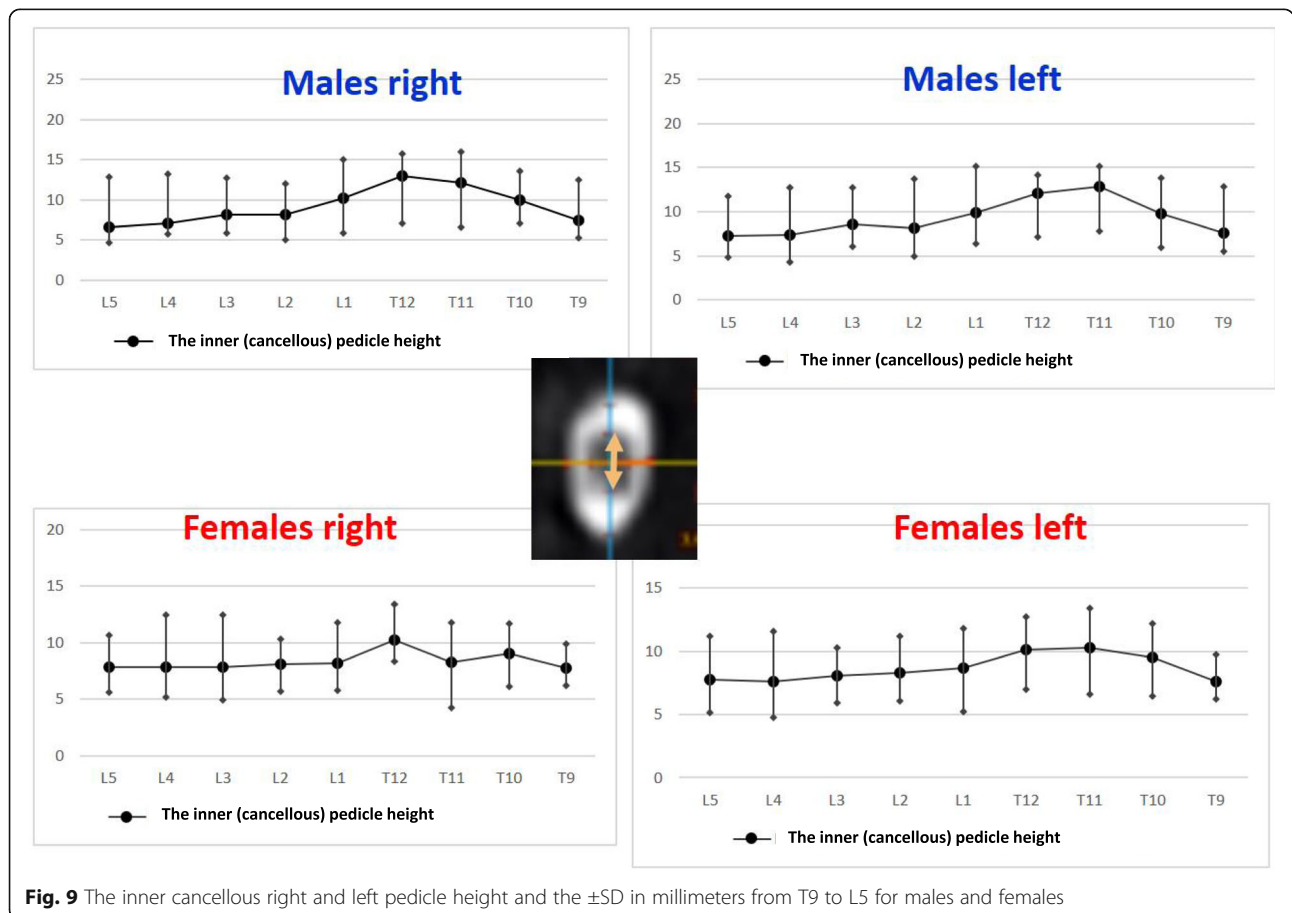 Males right
25
20
15
10
5
0
L5 L4 L3 L2 L1 T12 T11 T10 T9
The inner (cancellous) pedicle height
Males left
25
20
15
10
5
0
L5 L4 L3 L2 L1 T12 T11 T10 T9
The inner (cancellous) pedicle height
Females right
20
15
10
5
0
L5 L4 L3 L2 L1 T12 T11 T10 T9
The inner (cancellous) pedicle height
Females left
15
10
5
0
L5 L4 L3 L2 L1 T12 T11 T10 T9
The inner (cancellous) pedicle height
Fig. 9 The inner cancellous right and left pedicle height and the ±SD in millimeters from T9 to L5 for males and females